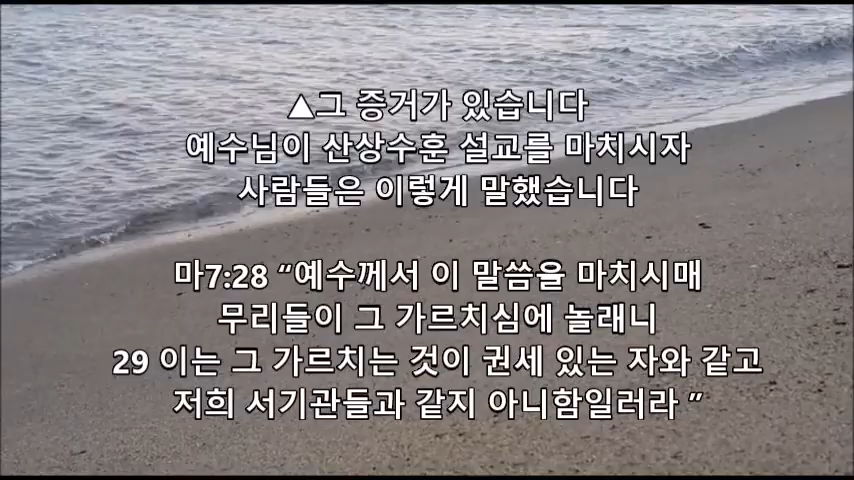 ▲그 증거가 있습니다
예수님이 산상수훈 설교를 마치시자
사람들은 이렇게 말했습니다
마7:28 “예수께서 이 말씀을 마치시매
무리들이 그 가르치심에 놀래니
29 이는 그 가르치는 것이 권세 있는 자와 같고
저희 서기관들과 같지 아니함일러라 ”